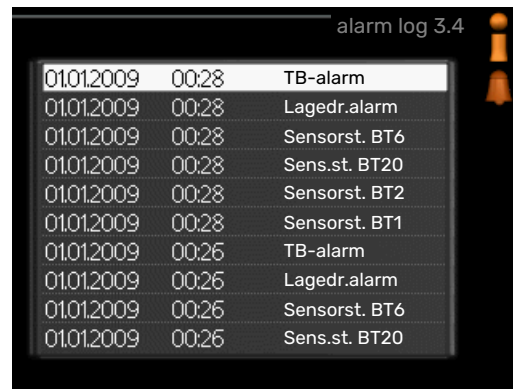 alarm log 3.4
01.01.2009 00:28 TB-alarm
01.01.2009 00:28 Lagedr.alarm
01.01.2009 00:28 Sensorst. BT6
01.01.2009 00:28 Sens.st. BT20
01.01.2009 00:28 Sensorst. BT2
01.01.2009 00:28 Sensorst. BT1
01.01.2009 00:26 TB-alarm
01.01.2009 00:26 Lagedr.alarm
01.01.2009 00:26 Sensorst. BT6
01.01.2009 00:26 Sens.st. BT20